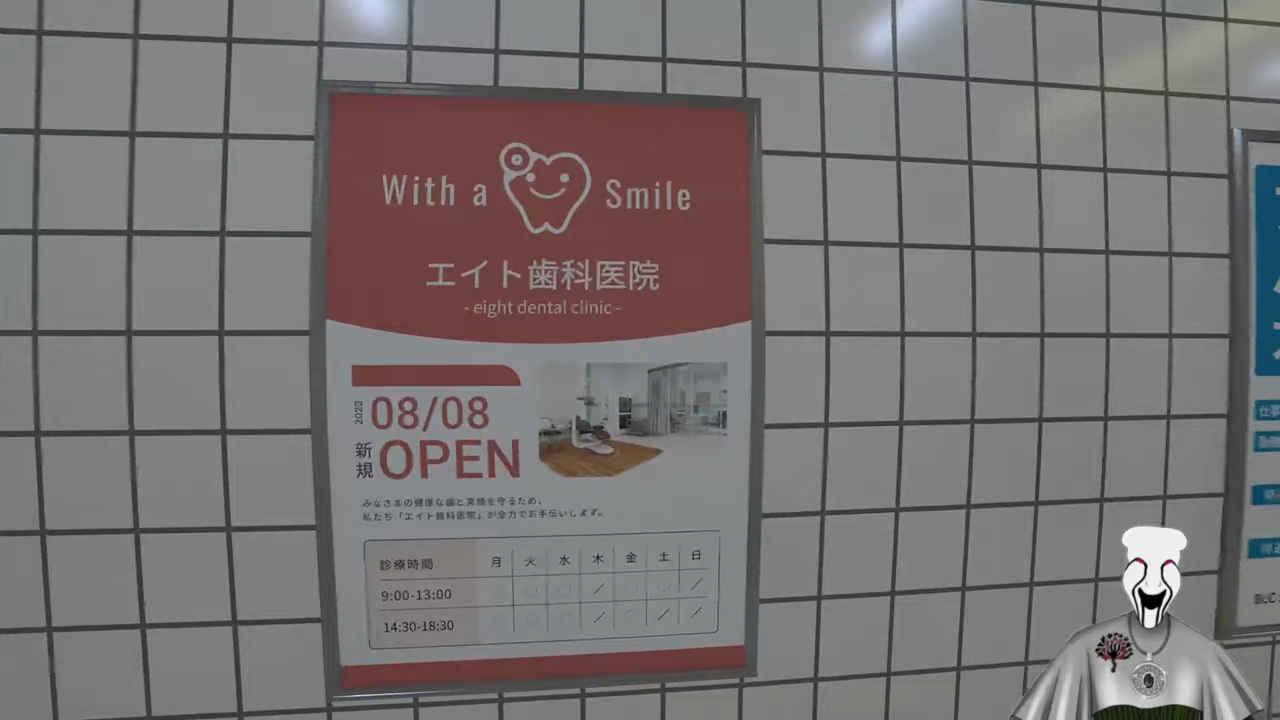 With a Smile
エイト歯科医院
- eight dental clinic -
2023 08/08
新規 OPEN
みなさまの健康な歯と笑顔を守るため、
私たち「エイト歯科医院」が全力でお手伝いします。
診療時間 月 火 水 木 金 土 日
9:00-13:00 ○ ○ ○ / ○ ○ /
14:30-18:30 ○ ○ ○ / ○ / /